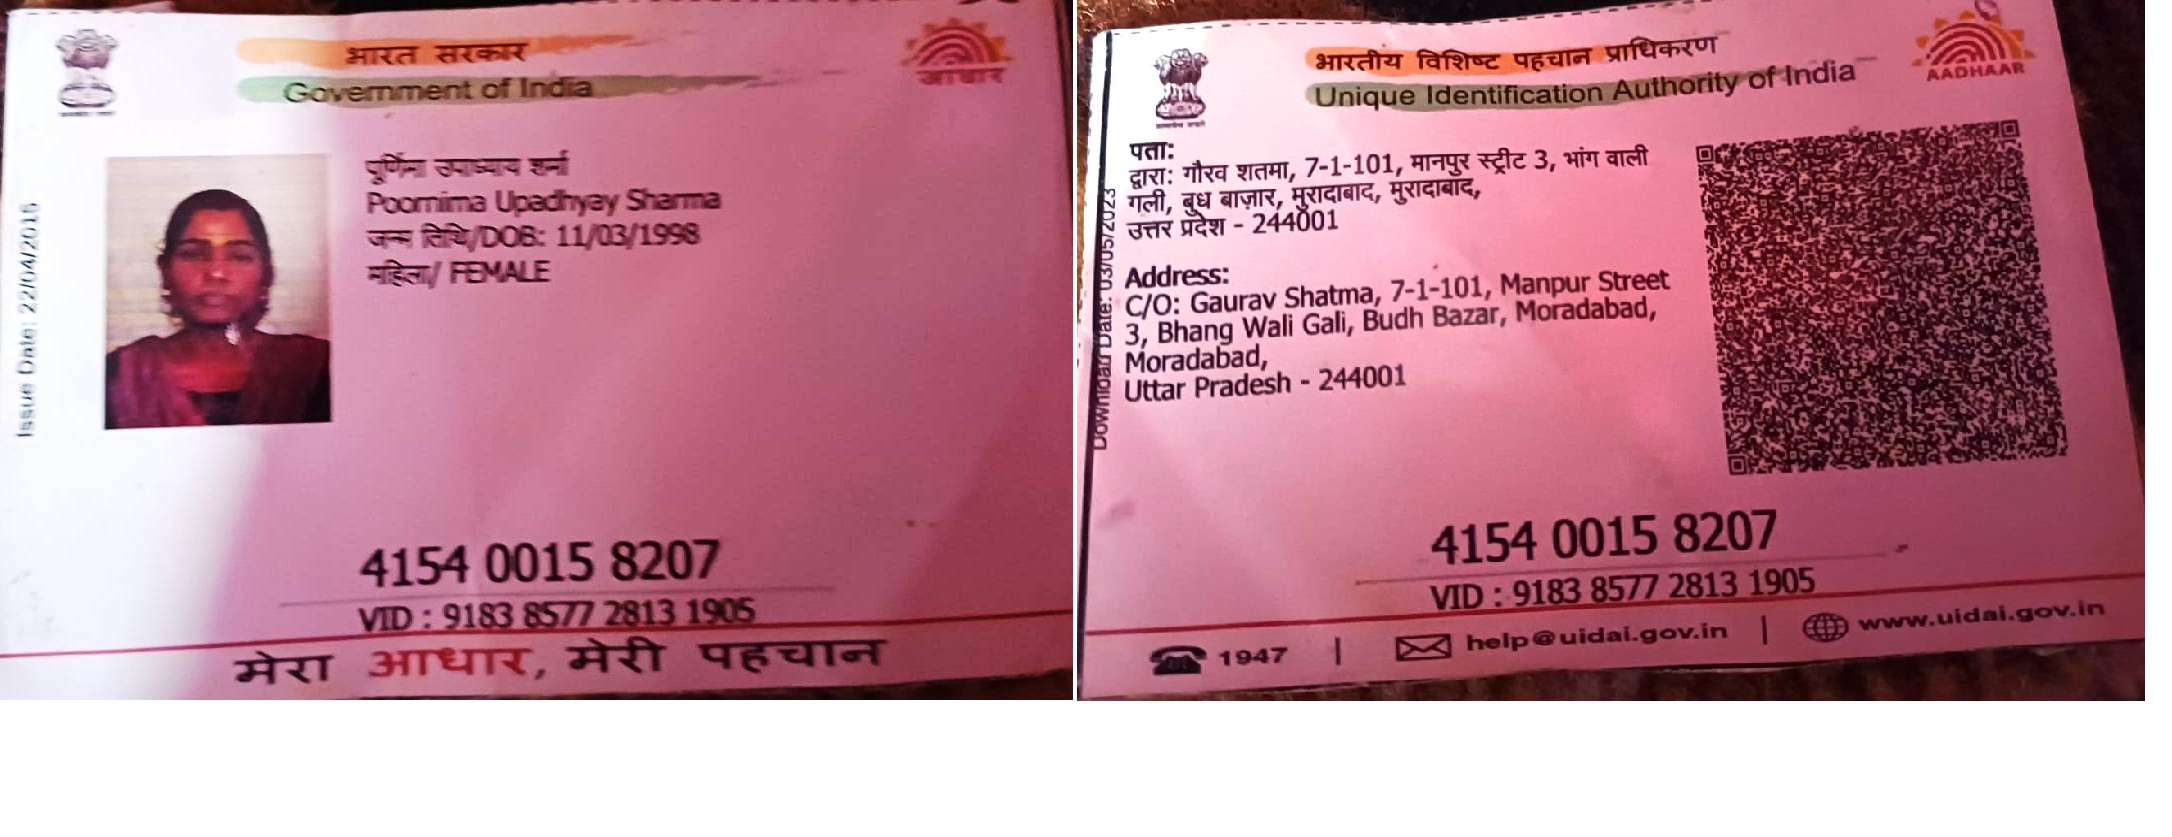 भारत सरकार
Government of India
आधार
Issue Date: 22/04/2015
पूर्णिमा उपाध्याय शर्मा
Poornima Upadhyay Sharma
जन्म तिथि/DOB: 11/03/1998
महिला/ FEMALE
4154 0015 8207
VID : 9183 8577 2813 1905
मेरा आधार, मेरी पहचान
भारतीय विशिष्ट पहचान प्राधिकरण
Unique Identification Authority of India
AADHAAR
Download Date: 03/05/2023
पता:
द्वारा: गौरव शतमा, 7-1-101, मानपुर स्ट्रीट 3, भांग वाली
गली, बुध बाज़ार, मुरादाबाद, मुरादाबाद,
उत्तर प्रदेश - 244001
Address:
C/O: Gaurav Shatma, 7-1-101, Manpur Street
3, Bhang Wali Gali, Budh Bazar, Moradabad,
Moradabad,
Uttar Pradesh - 244001
4154 0015 8207
VID : 9183 8577 2813 1905
1947 | help@uidai.gov.in | www.uidai.gov.in